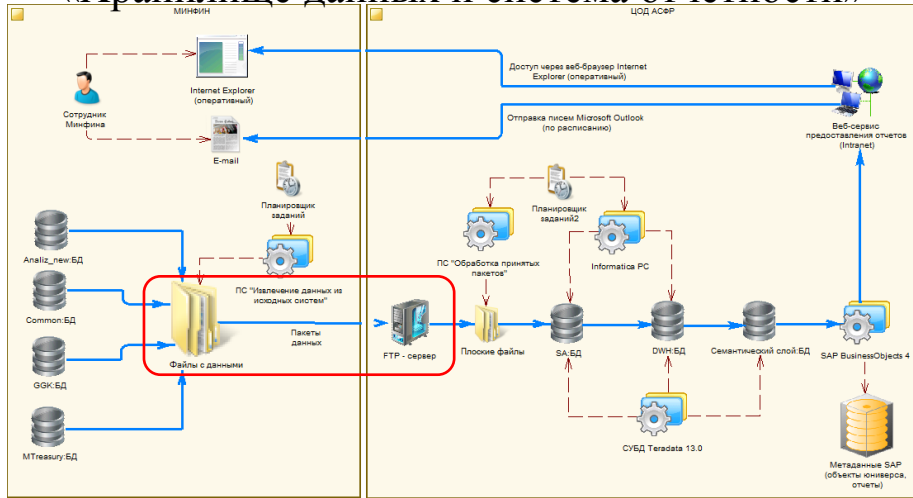 «Хранилище данных и система отчетности»
МИНФИН
ЦОД АСФР
Internet Explorer
(оперативный)
Сотрудник
Минфина
E-mail
Доступ через веб-браузер Internet
Explorer (оперативный)
Отправка писем Microsoft Outlook
(по расписанию)
Веб-сервис
предоставления отчетов
(Intranet)
Планировщик
заданий
Планировщик
заданий2
Analiz_new:БД
ПС "Извлечение данных из
исходных систем"
ПС "Обработка принятых
пакетов"
Informatica PC
Common:БД
Пакеты
данных
Файлы с данными
FTP - сервер
Плоские файлы
SA:БД
DWH:БД
Семантический слой:БД
SAP BusinessObjects 4
GGK:БД
MTreasury:БД
СУБД Teradata 13.0
Метаданные SAP
(объекты юниверса,
отчеты)